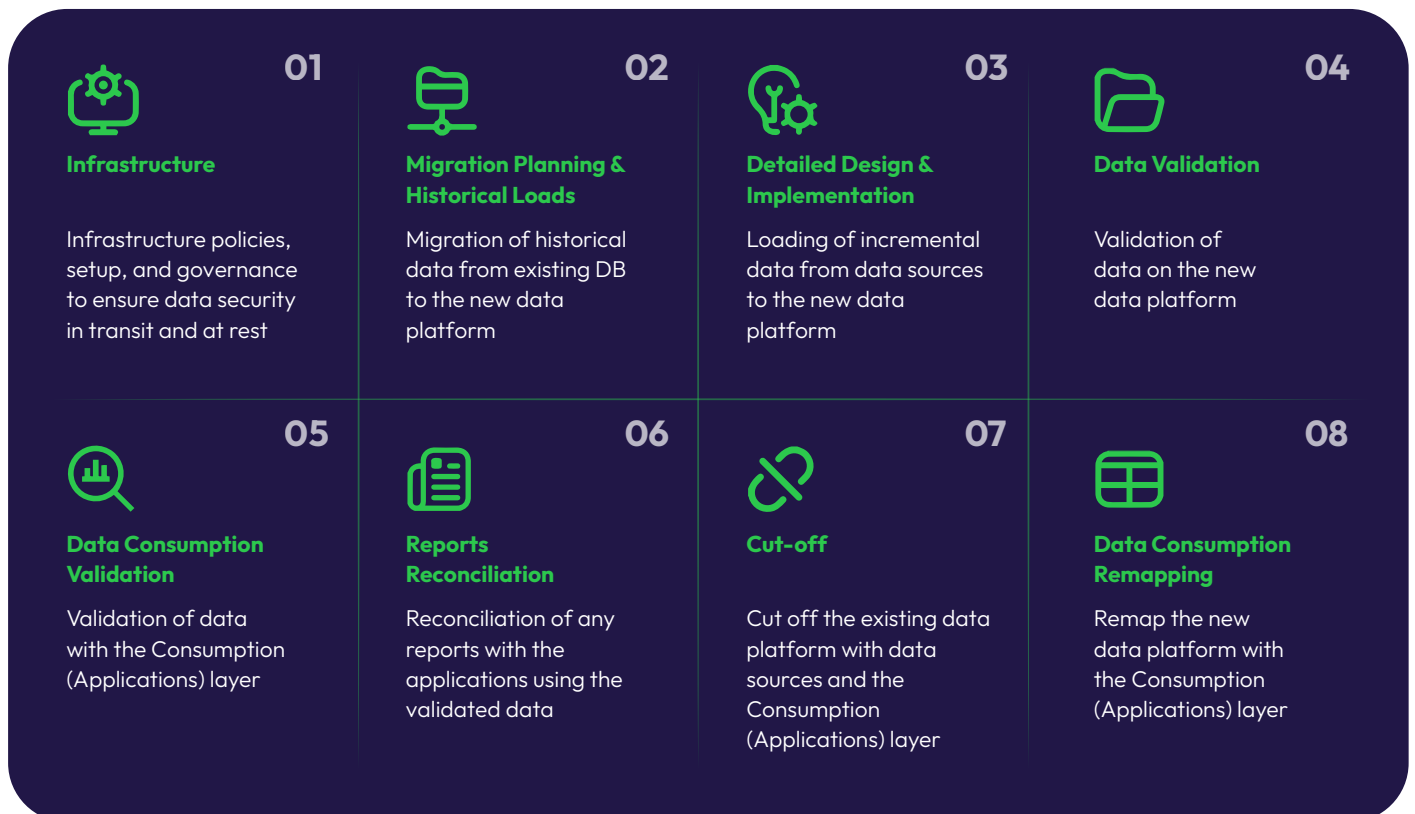 01
Infrastructure
Infrastructure policies,
setup, and governance
to ensure data security
in transit and at rest
02
Migration Planning &
Historical Loads
Migration of historical
data from existing DB
to the new data
platform
03
Detailed Design &
Implementation
Loading of incremental
data from data sources
to the new data
platform
04
Data Validation
Validation of
data on the new
data platform
05
Data Consumption
Validation
Validation of data
with the Consumption
(Applications) layer
06
Reports
Reconciliation
Reconciliation of any
reports with the
applications using the
validated data
07
Cut-off
Cut off the existing data
platform with data
sources and the
Consumption
(Applications) layer
08
Data Consumption
Remapping
Remap the new
data platform with
the Consumption
(Applications) layer